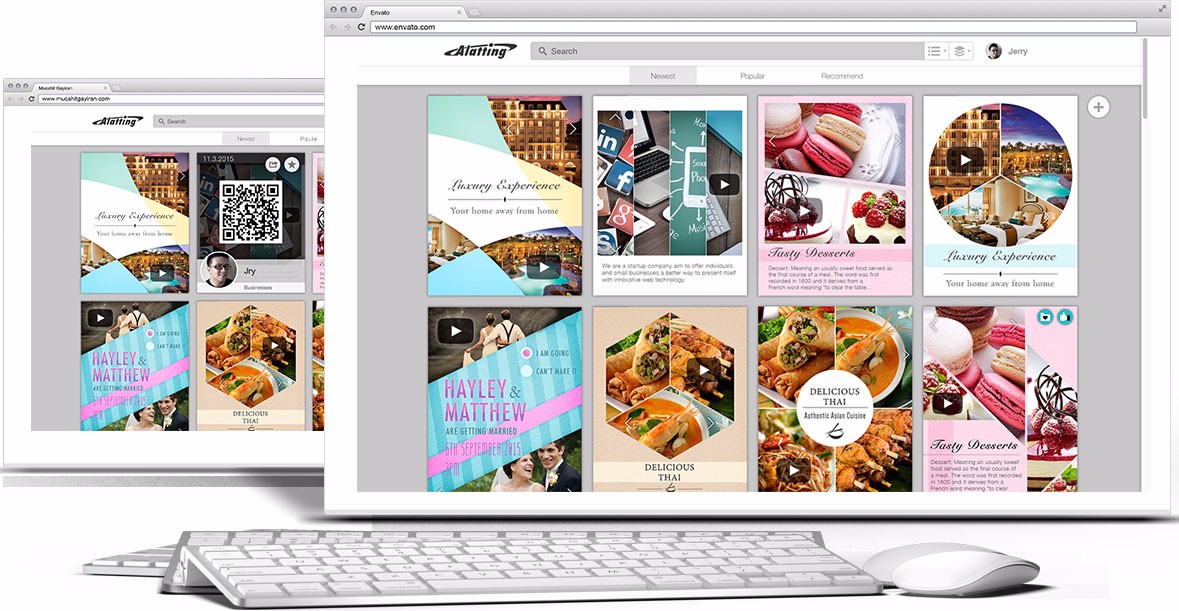 Envato
www.envato.com
Alatting
Search
Jerry
Newest
Popular
Recommend
Luxury Experience
Your home away from home
We are a startup company aim to offer individuals
and small businesses a better way to present itself
with innovative web technology.
Tasty Desserts
Dessert: Meaning an usually sweet food served as
the final course of a meal. The word was first
recorded in 1600 and it derives from a
French word meaning "to clear the table...
Luxury Experience
Your home away from home
I AM GOING
CAN'T MAKE IT
HAYLEY &
MATTHEW
ARE GETTING MARRIED
6TH SEPTEMBER 2015
3PM
DELICIOUS
THAI
DELICIOUS
THAI
Authentic Asian Cuisine
Tasty Desserts
Dessert: Meaning an usually sweet
food served as the final course of
a meal. The word was first recorded
in 1600 and it derives from a
French word meaning "to clear
Mucahit Gayiran
www.mucahitgayiran.com
Alatting
Search
Newest
Popular
Luxury Experience
Your home away from home
11.3.2015
Jry
Businesses
I AM GOING
CAN'T MAKE IT
HAYLEY &
MATTHEW
ARE GETTING MARRIED
6TH SEPTEMBER 2015
3PM
DELICIOUS
THAI